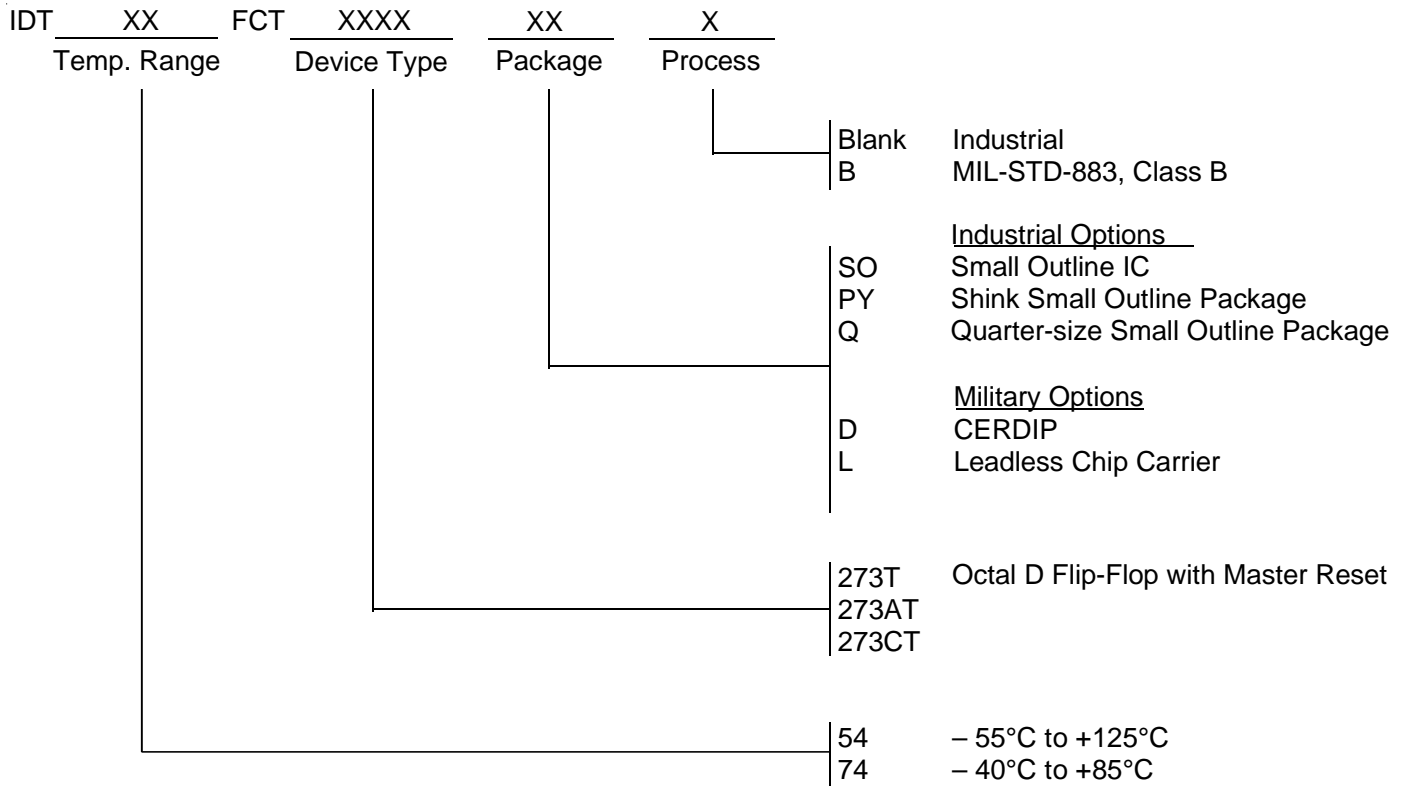 IDT XX FCT XXXX XX X
Temp. Range Device Type Package Process
Blank Industrial
B MIL-STD-883, Class B
Industrial Options
SO Small Outline IC
PY Shink Small Outline Package
Q Quarter-size Small Outline Package
Military Options
D CERDIP
L Leadless Chip Carrier
273T Octal D Flip-Flop with Master Reset
273AT
273CT
54 – 55°C to +125°C
74 – 40°C to +85°C